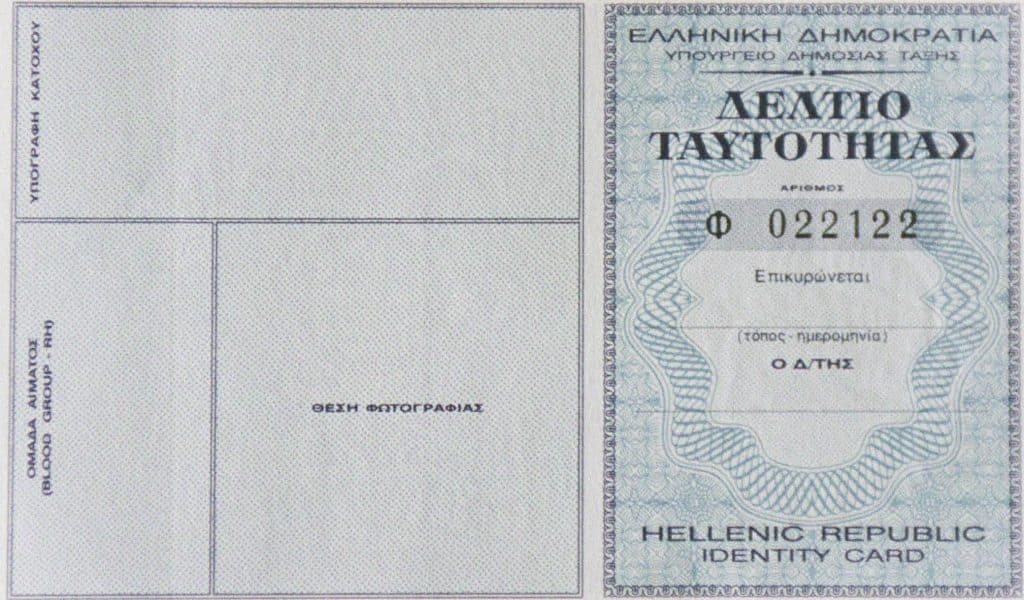 ΥΠΟΓΡΑΦΗ ΚΑΤΟΧΟΥ
ΟΜΑΔΑ ΑΙΜΑΤΟΣ
(BLOOD GROUP - RH)
ΘΕΣΗ ΦΩΤΟΓΡΑΦΙΑΣ
ΕΛΛΗΝΙΚΗ ΔΗΜΟΚΡΑΤΙΑ
ΥΠΟΥΡΓΕΙΟ ΔΗΜΟΣΙΑΣ ΤΑΞΗΣ
ΔΕΛΤΙΟ
ΤΑΥΤΟΤΗΤΑΣ
ΑΡΙΘΜΟΣ
Φ 022122
Επικυρώνεται
(τόπος - ημερομηνία)
Ο Δ/ΤΗΣ
HELLENIC REPUBLIC
IDENTITY CARD